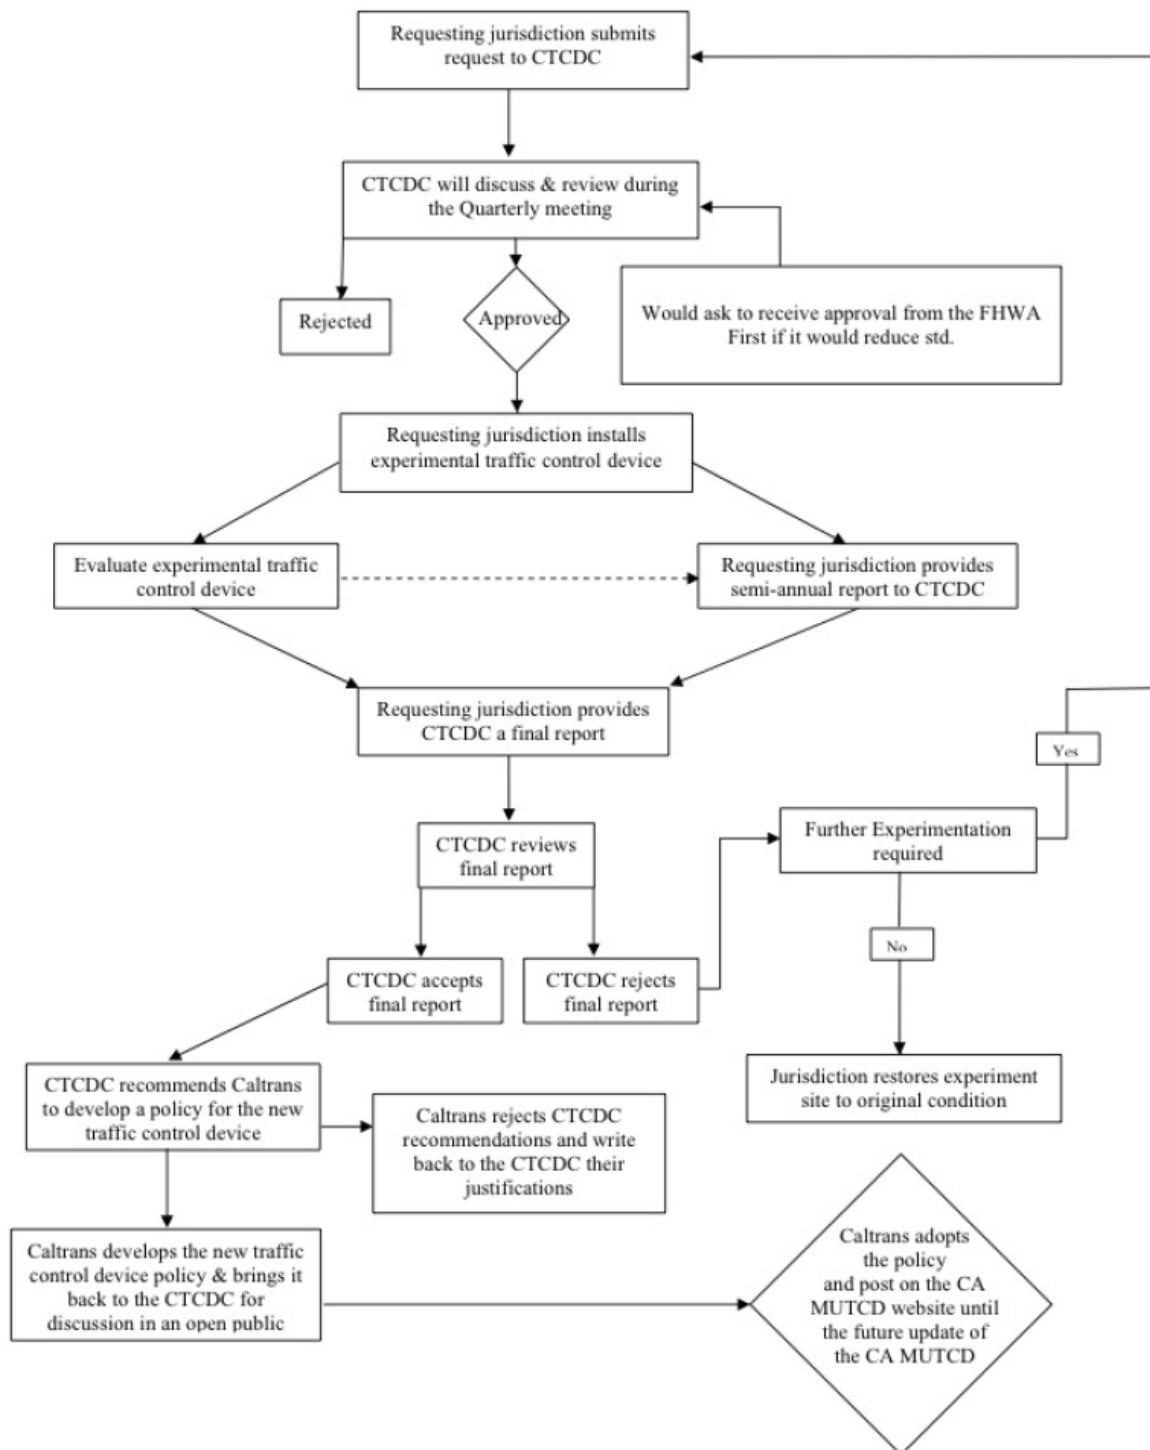 Requesting jurisdiction submits
request to CTCDC
CTCDC will discuss & review during
the Quarterly meeting
Rejected
Approved
Would ask to receive approval from the FHWA
First if it would reduce std.
Requesting jurisdiction installs
experimental traffic control device
Evaluate experimental traffic
control device
Requesting jurisdiction provides
semi-annual report to CTCDC
Requesting jurisdiction provides
CTCDC a final report
Yes
CTCDC reviews
final report
Further Experimentation
required
No
CTCDC accepts
final report
CTCDC rejects
final report
CTCDC recommends Caltrans
to develop a policy for the new
traffic control device
Jurisdiction restores experiment
site to original condition
Caltrans rejects CTCDC
recommendations and write
back to the CTCDC their
justifications
Caltrans develops the new traffic
control device policy & brings it
back to the CTCDC for
discussion in an open public
Caltrans adopts
the policy
and post on the CA
MUTCD website until
the future update of
the CA MUTCD